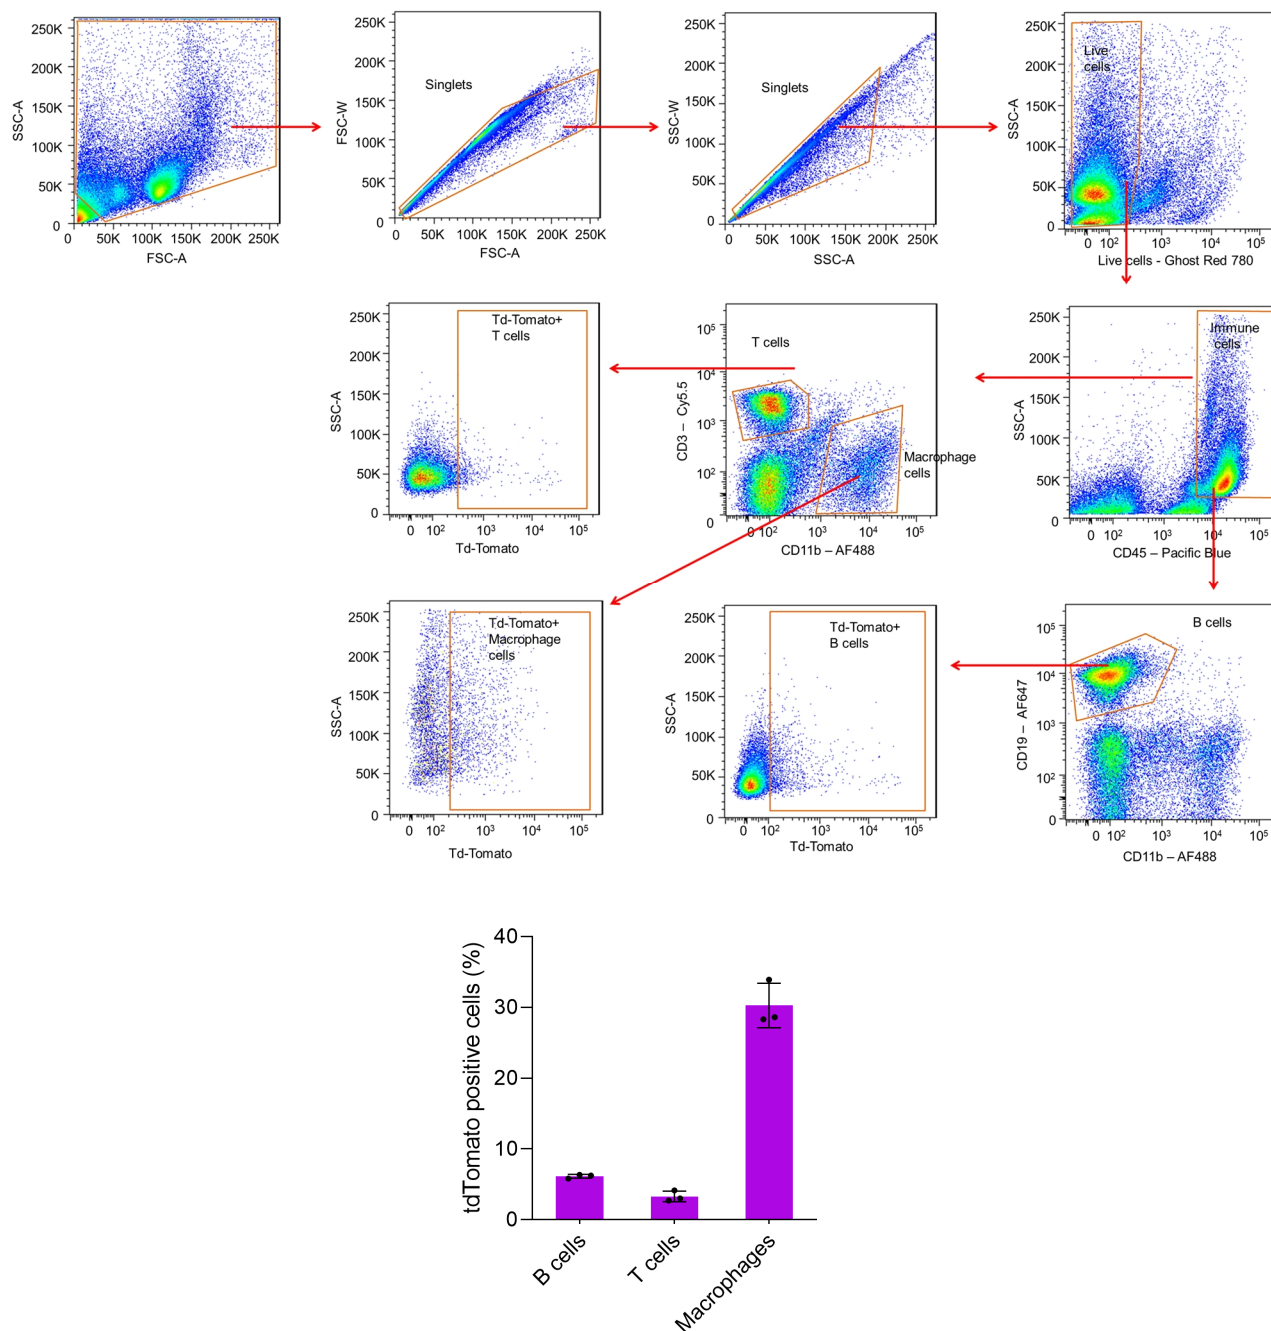 250K
200K
150K
100K
50K
0
SSC-A
0 50K 100K 150K 200K 250K
FSC-A
250K
200K
150K
100K
50K
0
FSC-W
Singlets
0 50K 100K 150K 200K 250K
FSC-A
250K
200K
150K
100K
50K
0
SSC-W
Singlets
0 50K 100K 150K 200K 250K
SSC-A
250K
200K
150K
100K
50K
0
SSC-A
Live
cells
0 10² 10³ 10⁴ 10⁵
Live cells - Ghost Red 780
250K
200K
150K
100K
50K
0
SSC-A
Td-Tomato+
T cells
0 10² 10³ 10⁴ 10⁵
Td-Tomato
10⁵
10⁴
10³
10²
0
CD3 – Cy5.5
T cells
Macrophage
cells
0 10² 10³ 10⁴ 10⁵
CD11b – AF488
250K
200K
150K
100K
50K
0
SSC-A
Immune
cells
0 10² 10³ 10⁴ 10⁵
CD45 – Pacific Blue
250K
200K
150K
100K
50K
0
SSC-A
Td-Tomato+
Macrophage
cells
0 10² 10³ 10⁴ 10⁵
Td-Tomato
250K
200K
150K
100K
50K
0
SSC-A
Td-Tomato+
B cells
0 10² 10³ 10⁴ 10⁵
Td-Tomato
10⁵
10⁴
10³
10²
0
CD19 – AF647
B cells
0 10² 10³ 10⁴ 10⁵
CD11b – AF488
40
30
20
10
0
tdTomato positive cells (%)
B cells
T cells
Macrophages